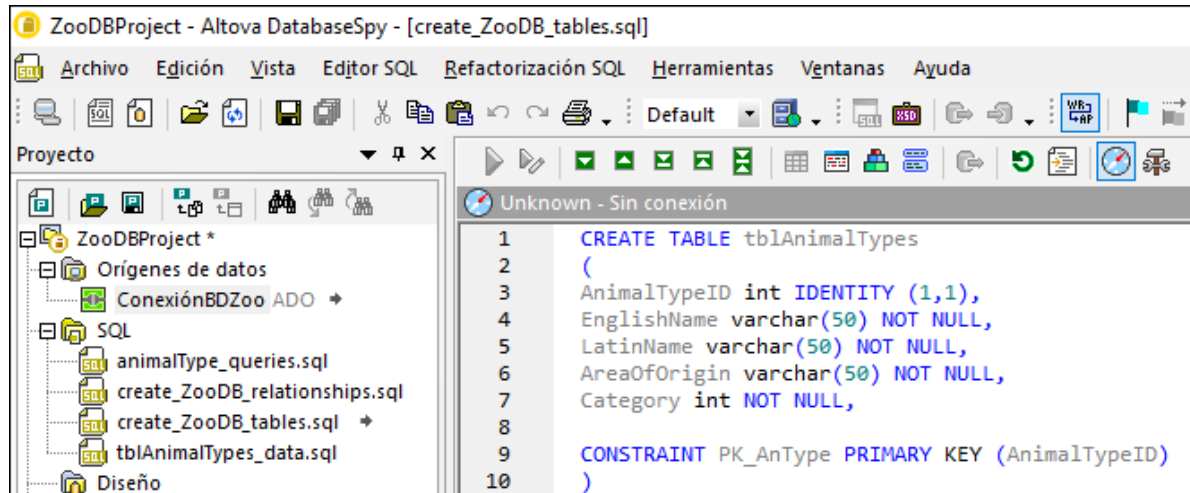 ZooDBProject - Altova DatabaseSpy - [create_ZooDB_tables.sql]
Archivo Edición Vista Editor SQL Refactorización SQL Herramientas Ventanas Ayuda
Default
Proyecto
ZooDBProject *
Orígenes de datos
ConexiónBDZoo ADO
SQL
animalType_queries.sql
create_ZooDB_relationships.sql
create_ZooDB_tables.sql
tblAnimalTypes_data.sql
Diseño
Unknown - Sin conexión
1 CREATE TABLE tblAnimalTypes
2 (
3 AnimalTypeID int IDENTITY (1,1),
4 EnglishName varchar(50) NOT NULL,
5 LatinName varchar(50) NOT NULL,
6 AreaOfOrigin varchar(50) NOT NULL,
7 Category int NOT NULL,
8
9 CONSTRAINT PK_AnType PRIMARY KEY (AnimalTypeID)
10 )